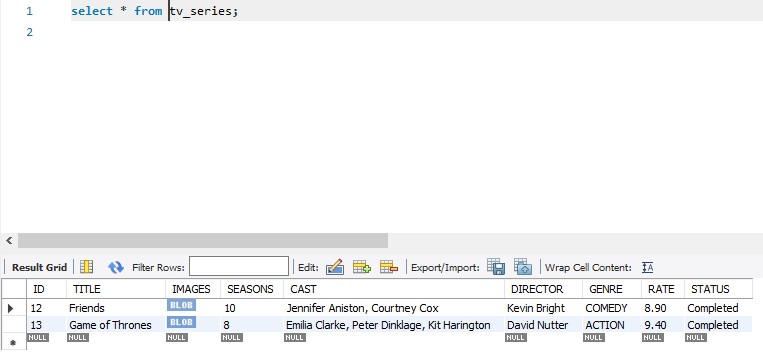 1 select * from tv_series;
2
Result Grid Filter Rows: Edit: Export/Import: Wrap Cell Content: IA
ID TITLE IMAGES SEASONS CAST DIRECTOR GENRE RATE STATUS
12 Friends BLOB 10 Jennifer Aniston, Courtney Cox Kevin Bright COMEDY 8.90 Completed
13 Game of Thrones BLOB 8 Emilia Clarke, Peter Dinklage, Kit Harington David Nutter ACTION 9.40 Completed
NULL NULL NULL NULL NULL NULL NULL NULL NULL